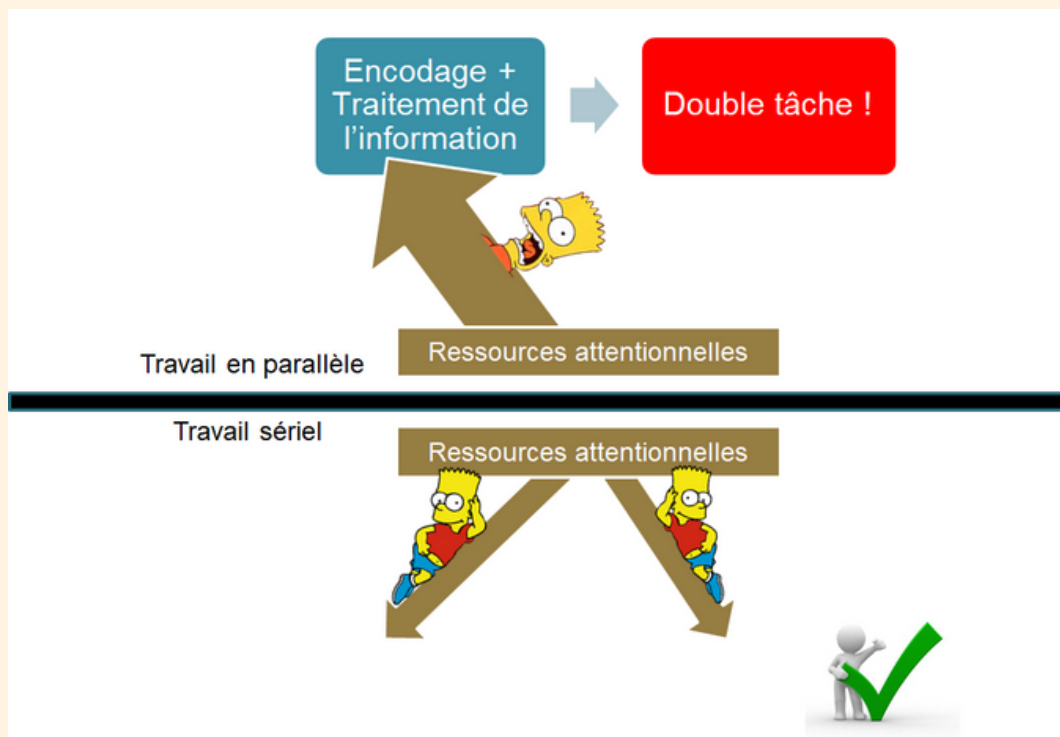 Encodage +
Traitement de
l'information
Double tâche !
Ressources attentionnelles
Travail en parallèle
Travail sériel
Ressources attentionnelles